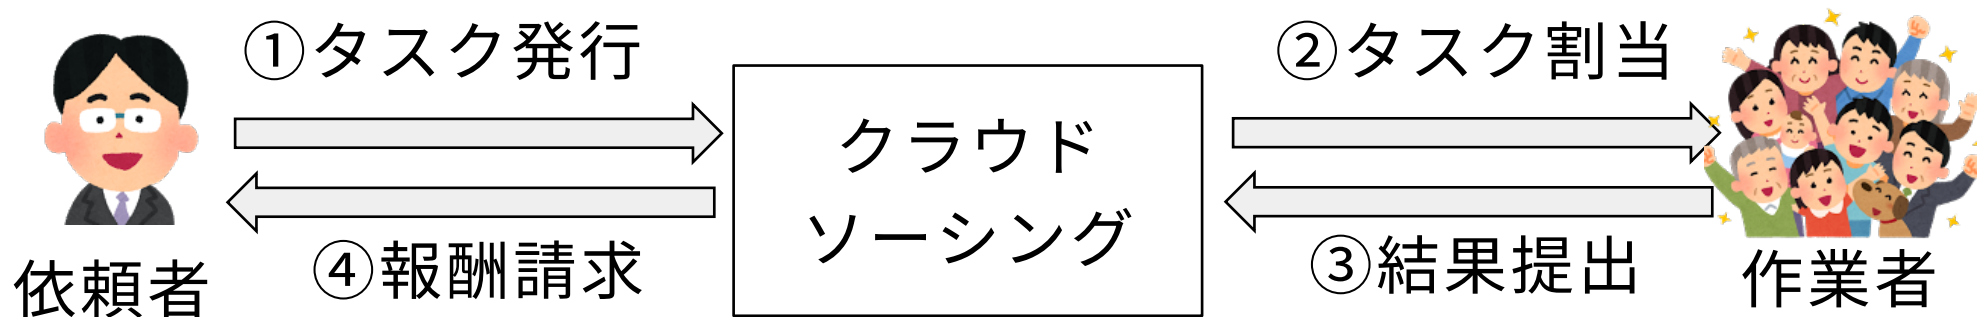 ①タスク発行
②タスク割当
クラウド
ソーシング
④報酬請求
③結果提出
依頼者
作業者